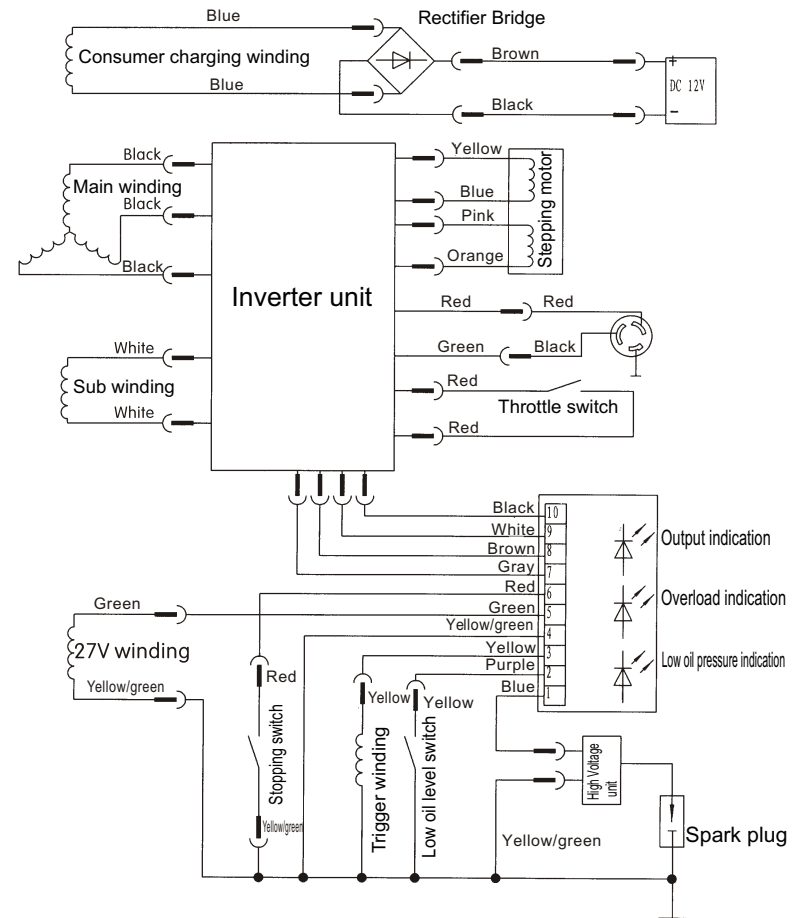 Blue
Rectifier Bridge
Consumer charging winding
Brown
+
DC 12V
Blue
Black
-
Black
Yellow
Main winding
Blue
Black
Pink
Stepping motor
Orange
Black
Inverter unit
Red
Red
White
Green
Black
Sub winding
Red
Throttle switch
White
Red
Black
10
White
9
Output indication
Brown
8
Gray
7
Red
6
Overload indication
Green
Green
5
Yellow/green
4
27V winding
Yellow
3
Low oil pressure indication
Purple
2
Yellow/green
Red
Yellow
Yellow
Blue
1
Stopping switch
Trigger winding
Low oil level switch
High Voltage
unit
Yellow/green
Yellow/green
Spark plug